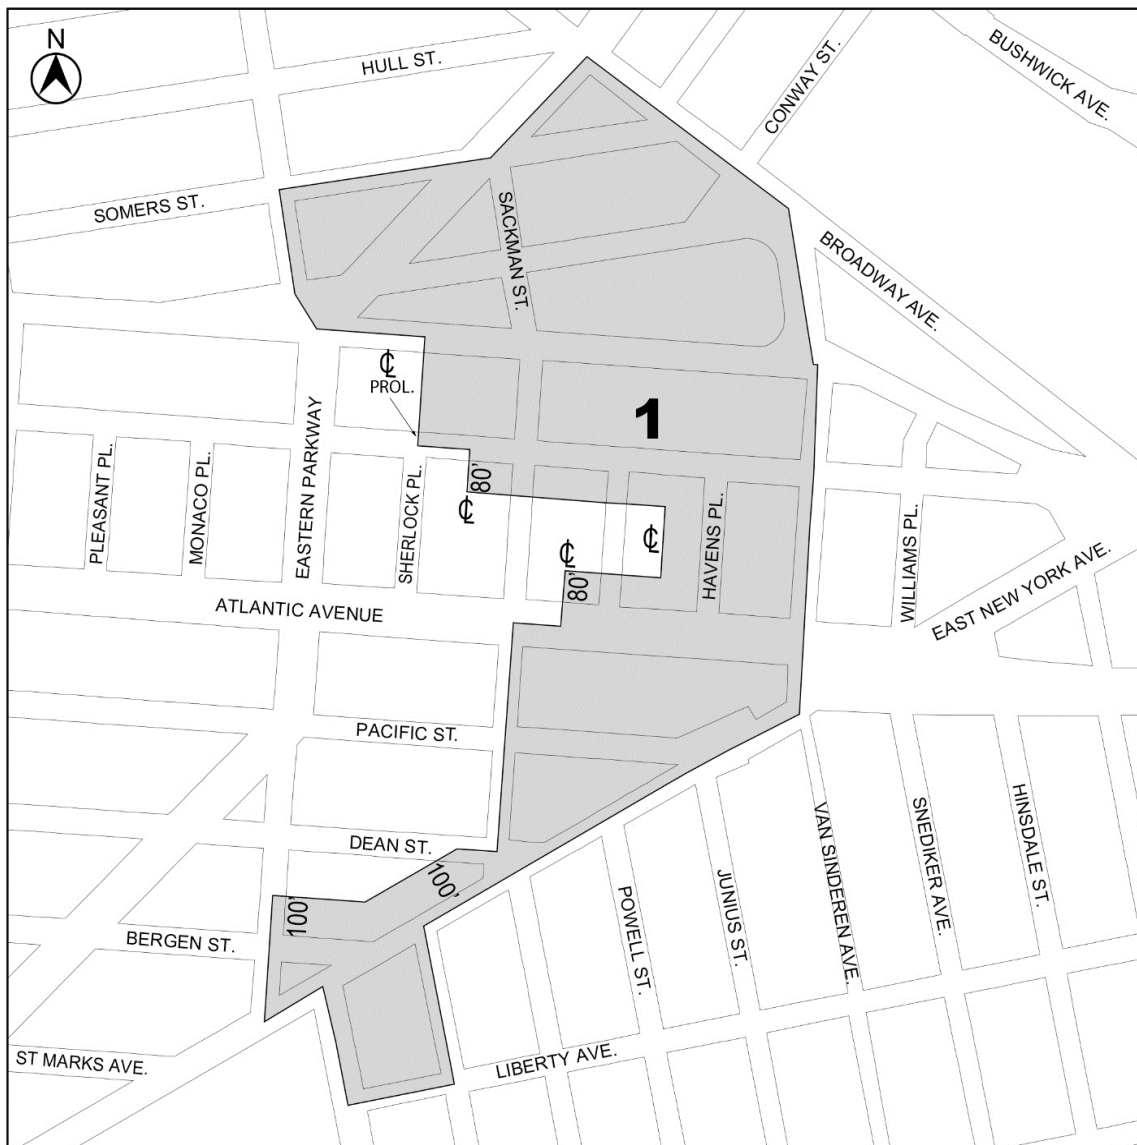 N
HULL ST.
CONWAY ST.
BUSHWICK AVE.
SOMERS ST.
SACKMAN ST.
BROADWAY AVE.
℄
PROL.
1
EASTERN PARKWAY
PLEASANT PL.
MONACO PL.
SHERLOCK PL.
80'
℄
℄
℄
HAVENS PL.
WILLIAMS PL.
80'
EAST NEW YORK AVE.
ATLANTIC AVENUE
PACIFIC ST.
DEAN ST.
HINSDALE ST.
SNEDIKER AVE.
VAN SINDEREN AVE.
JUNIUS ST.
POWELL ST.
100'
100'
BERGEN ST.
ST MARKS AVE.
LIBERTY AVE.